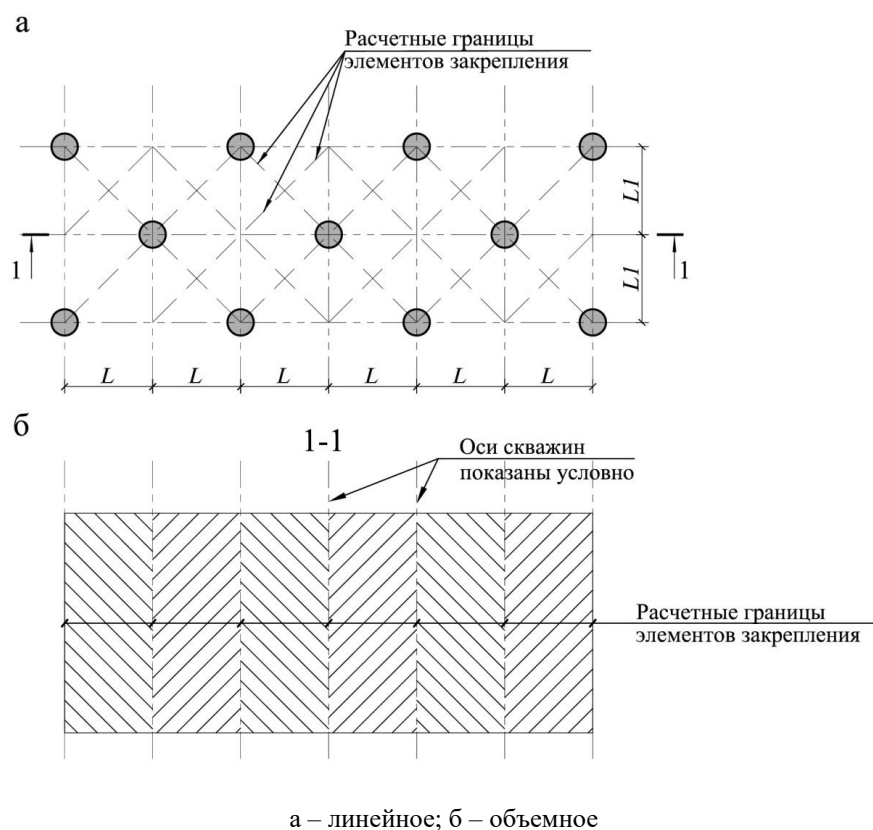 а
Расчетные границы
элементов закрепления
L1
1
1
L1
L
L
L
L
L
L
б
1-1
Оси скважин
показаны условно
Расчетные границы
элементов закрепления
а – линейное; б – объемное